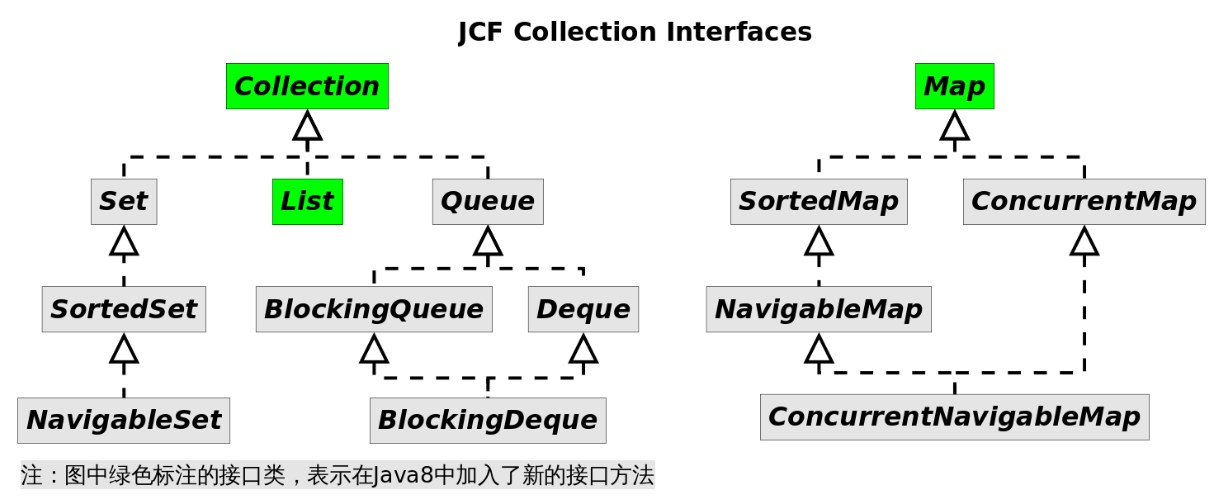 JCF Collection Interfaces
Collection
Map
Set
List
Queue
SortedMap
ConcurrentMap
SortedSet
BlockingQueue
Deque
NavigableMap
NavigableSet
BlockingDeque
ConcurrentNavigableMap
注：图中绿色标注的接口类，表示在Java8中加入了新的接口方法